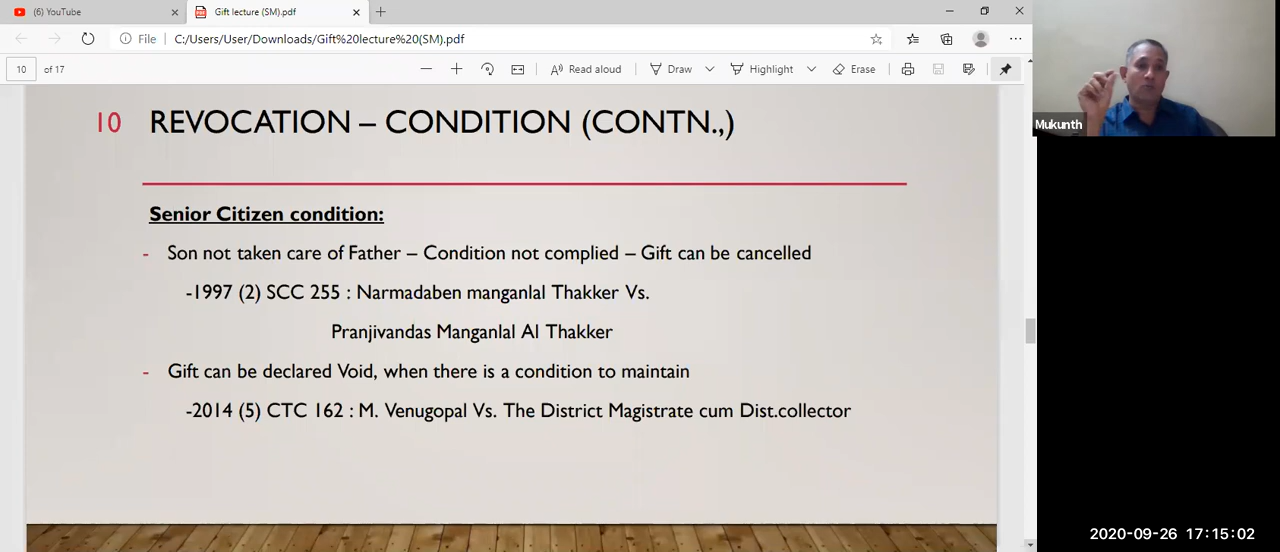 (6) YouTube
Gift lecture (SM).pdf
File
C:/Users/User/Downloads/Gift%20lecture%20(SM).pdf
10 of 17
Read aloud
Draw
Highlight
Erase
Mukunth
10 REVOCATION – CONDITION (CONTN.,)
Senior Citizen condition:
- Son not taken care of Father – Condition not complied – Gift can be cancelled
-1997 (2) SCC 255 : Narmadaben manganlal Thakker Vs.
Pranjivandas Manganlal Al Thakker
- Gift can be declared Void, when there is a condition to maintain
-2014 (5) CTC 162 : M. Venugopal Vs. The District Magistrate cum Dist.collector
2020-09-26 17:15:02